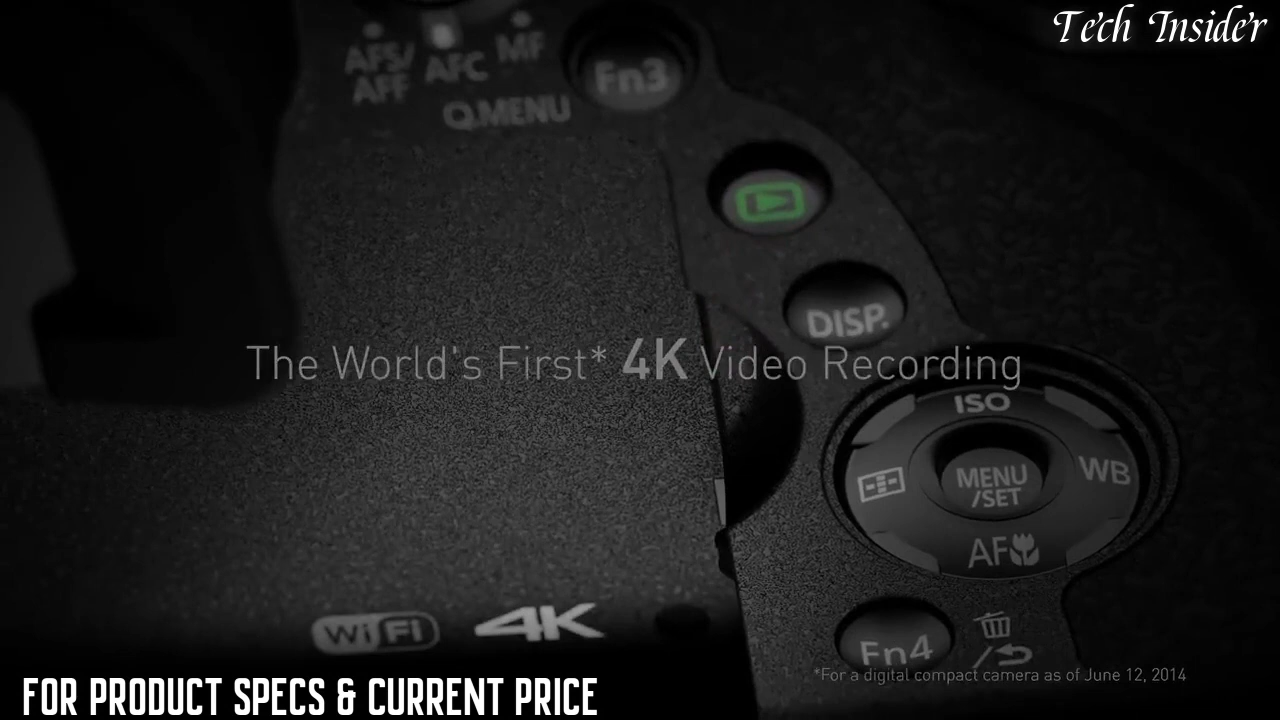 Tech Insider
AFS/
AFF
AFC
MF
Fn3
Q.MENU
DISP.
The World's First* 4K Video Recording
ISO
MENU
/SET
WB
AF
WiFi
4K
Fn4
*For a digital compact camera as of June 12, 2014
FOR PRODUCT SPECS & CURRENT PRICE